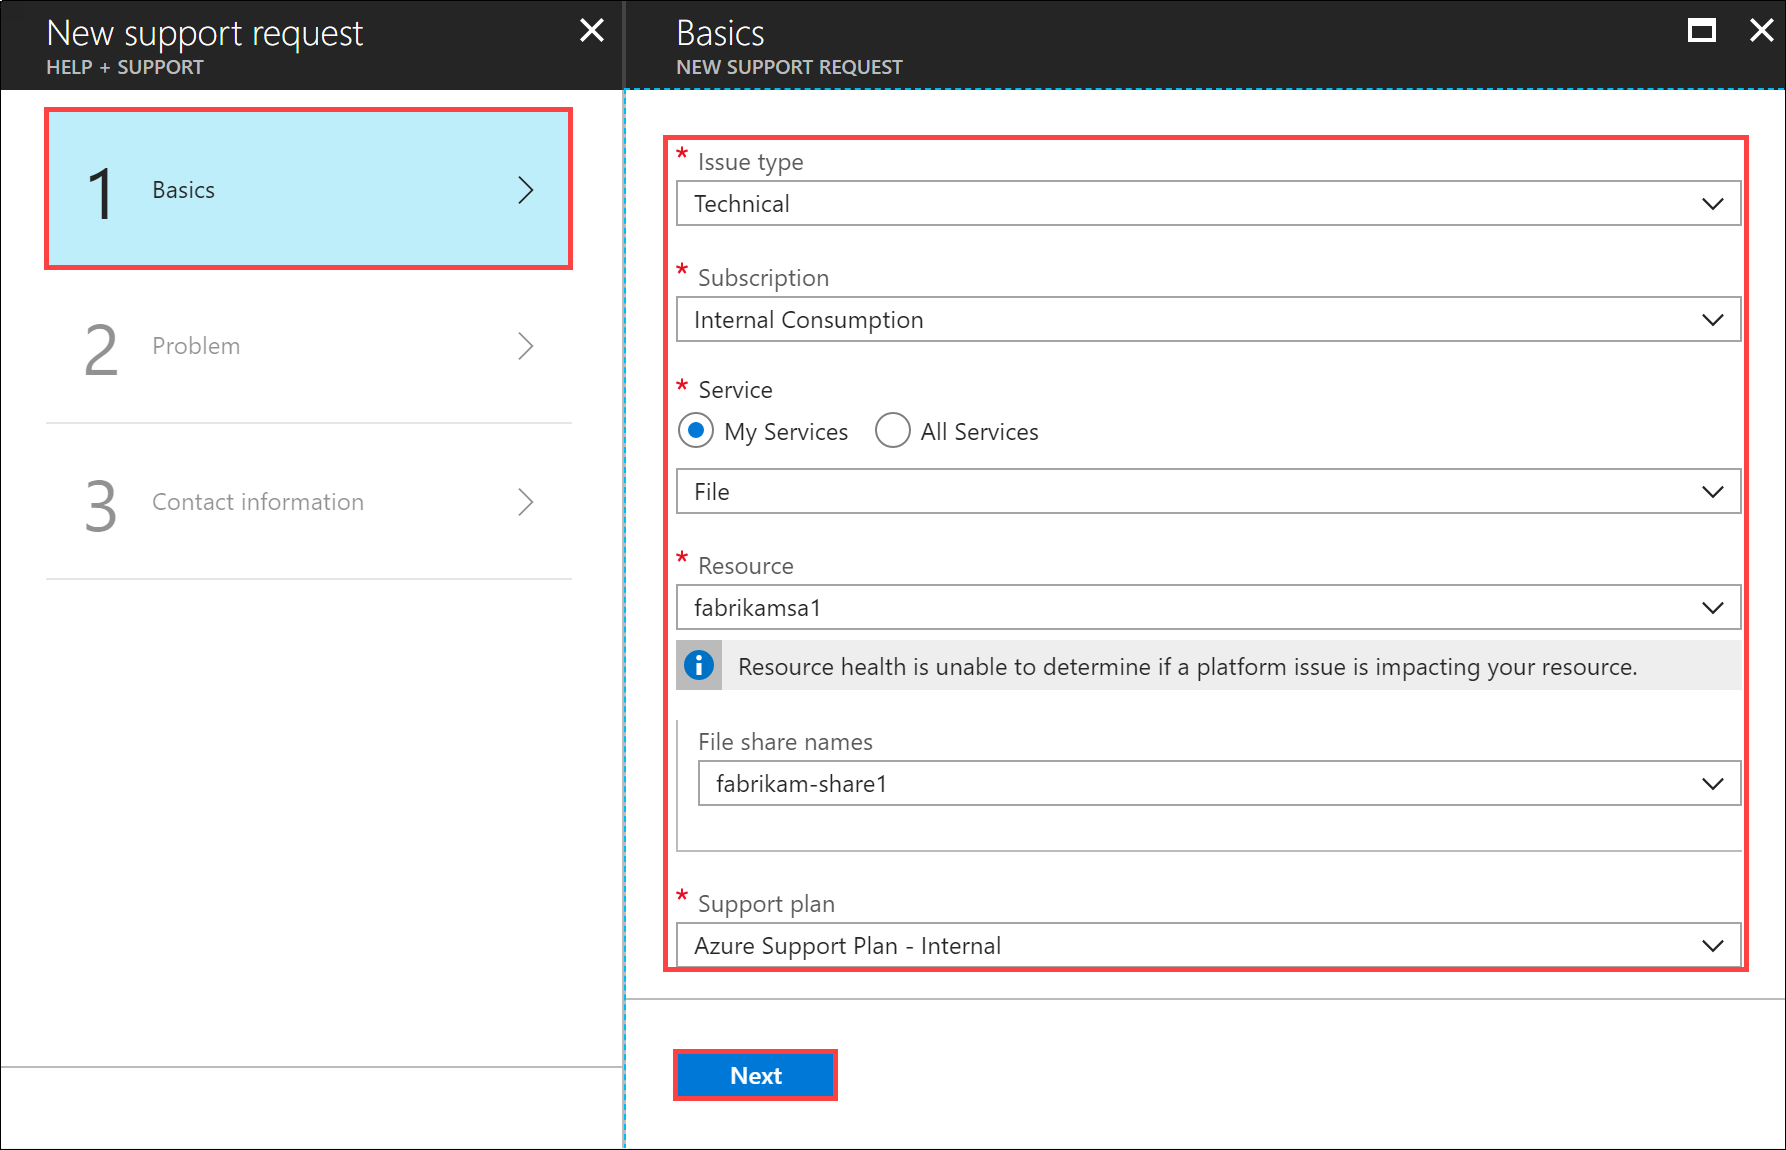 New support request
HELP + SUPPORT
1 Basics
2 Problem
3 Contact information
Basics
NEW SUPPORT REQUEST
* Issue type
Technical
* Subscription
Internal Consumption
* Service
My Services All Services
File
* Resource
fabrikamsa1
Resource health is unable to determine if a platform issue is impacting your resource.
File share names
fabrikam-share1
* Support plan
Azure Support Plan - Internal
Next